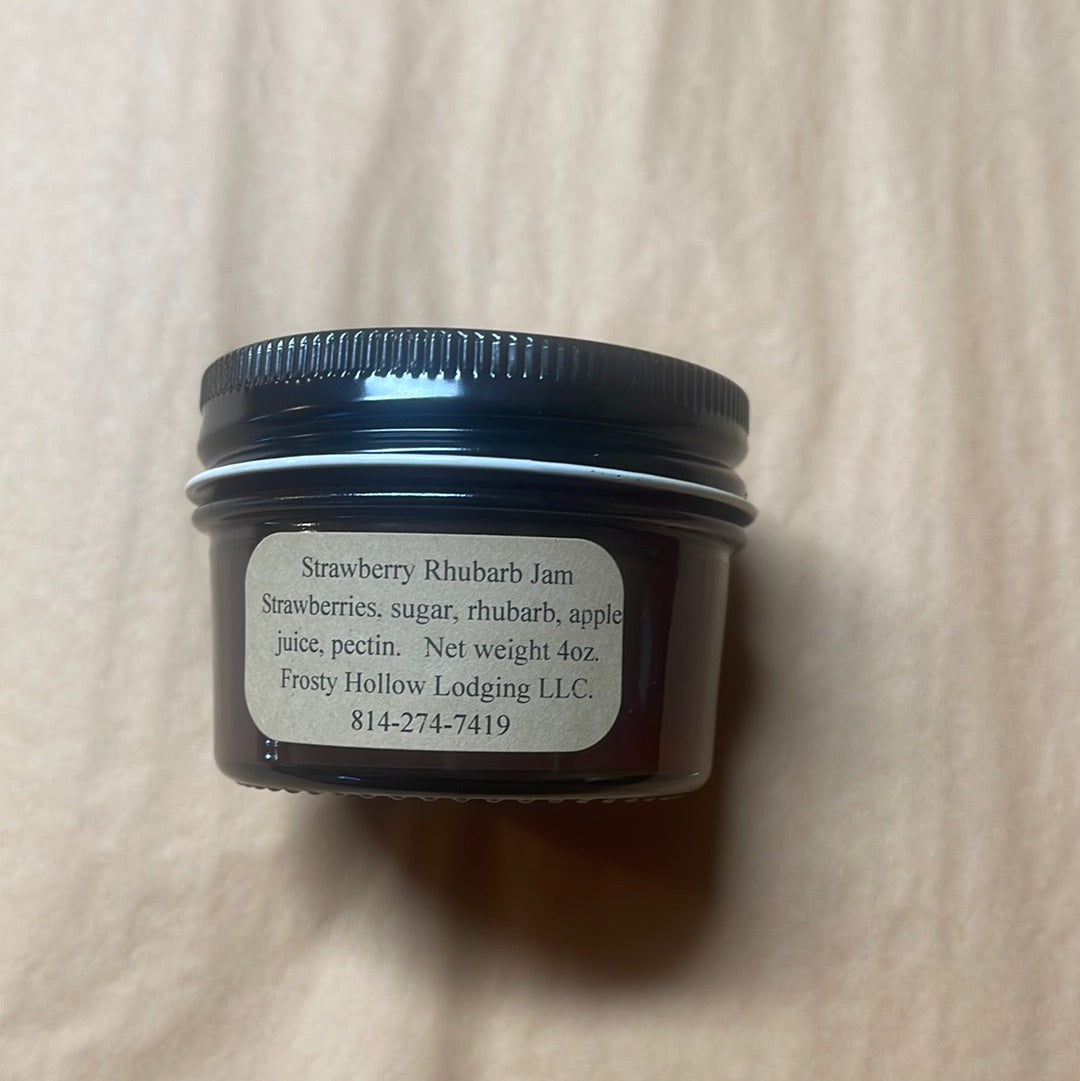 Strawberry Rhubarb Jam
Strawberries. sugar, rhubarb, apple
juice, pectin.   Net weight 4oz.
Frosty Hollow Lodging LLC.
814-274-7419